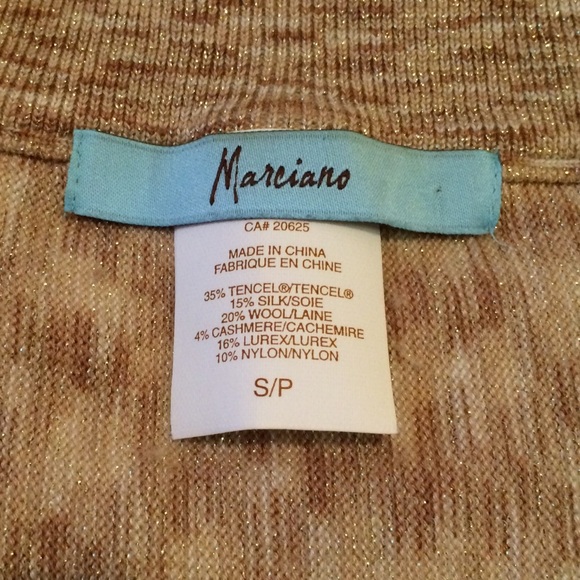 Marciano
CA# 20625
MADE IN CHINA
FABRIQUE EN CHINE
35% TENCEL®/TENCEL®
15% SILK/SOIE
20% WOOL/LAINE
4% CASHMERE/CACHEMIRE
16% LUREX/LUREX
10% NYLON/NYLON
S/P